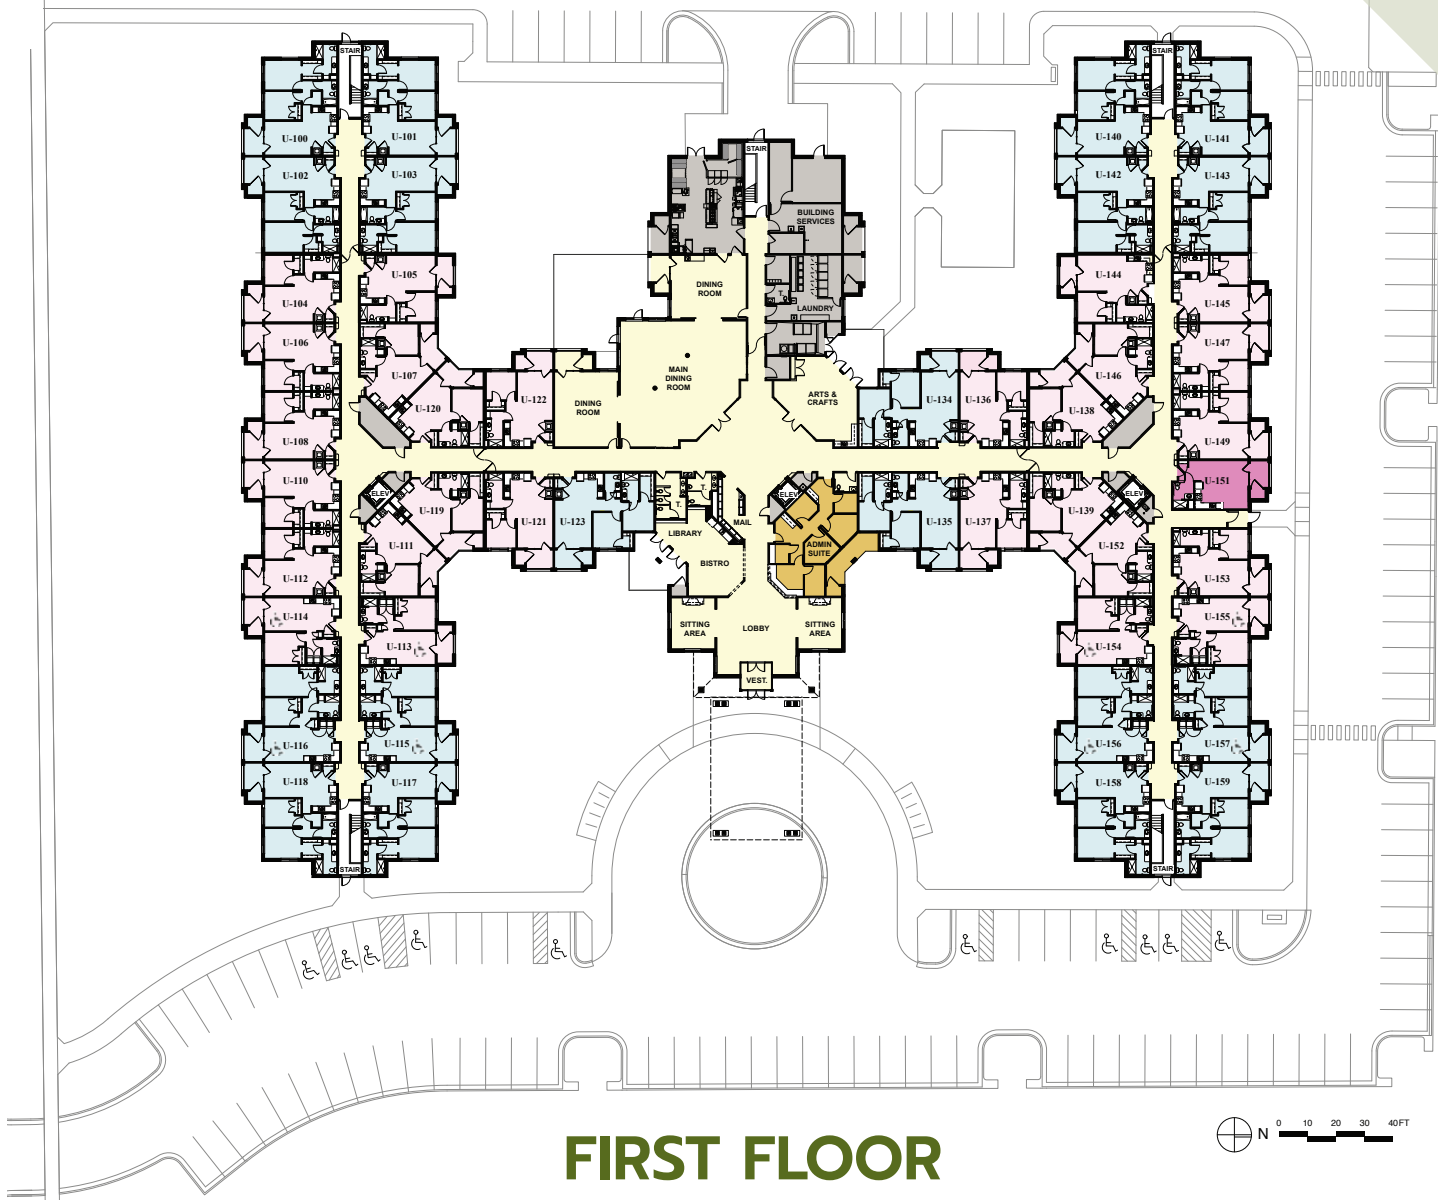 STAIR
STAIR
U-100
U-101
U-140
U-141
STAIR
U-102
U-103
U-142
U-143
BUILDING
SERVICES
U-105
U-144
DINING
ROOM
T.
U-104
U-145
LAUNDRY
U-106
U-147
MAIN
DINING
ROOM
U-107
U-146
U-122
U-134
U-136
ARTS &
CRAFTS
U-120
DINING
ROOM
U-138
U-108
U-149
U-110
U-151
ELEV
T.
ELEV
ELEV
T.
U-119
U-121
U-123
MAIL
U-135
U-137
U-139
LIBRARY
U-111
ADMIN
SUITE
U-152
BISTRO
U-112
U-153
U-114
U-155
SITTING
AREA
LOBBY
SITTING
AREA
U-113
U-154
VEST.
U-116
U-115
U-156
U-157
U-118
U-117
U-158
U-159
STAIR
STAIR
N
0 10 20 30 40FT
FIRST FLOOR